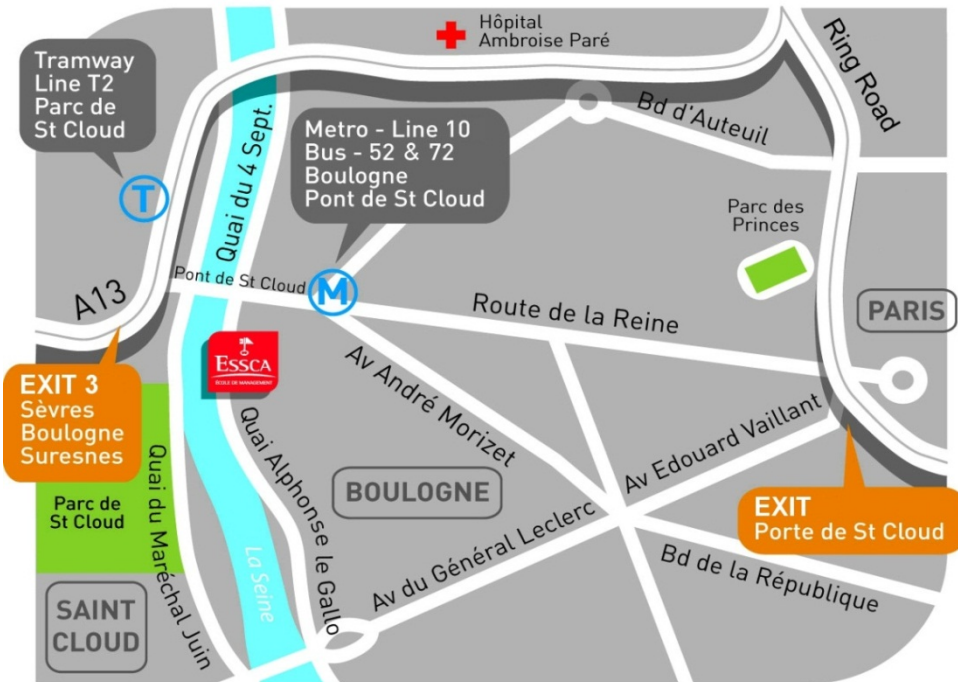 Hôpital
Ambroise Paré
Ring Road
Tramway
Line T2
Parc de
St Cloud
Quai du 4 Sept.
Metro - Line 10
Bus - 52 & 72
Boulogne
Pont de St Cloud
Bd d'Auteuil
T
Parc des
Princes
Pont de St Cloud
M
A13
Route de la Reine
PARIS
ESSCA
ÉCOLE DE MANAGEMENT
EXIT 3
Sèvres
Boulogne
Suresnes
Av André Morizet
Quai Alphonse le Gallo
Av Edouard Vaillant
BOULOGNE
Parc de
St Cloud
Quai du Maréchal Juin
EXIT
Porte de St Cloud
La Seine
Av du Général Leclerc
Bd de la République
SAINT
CLOUD